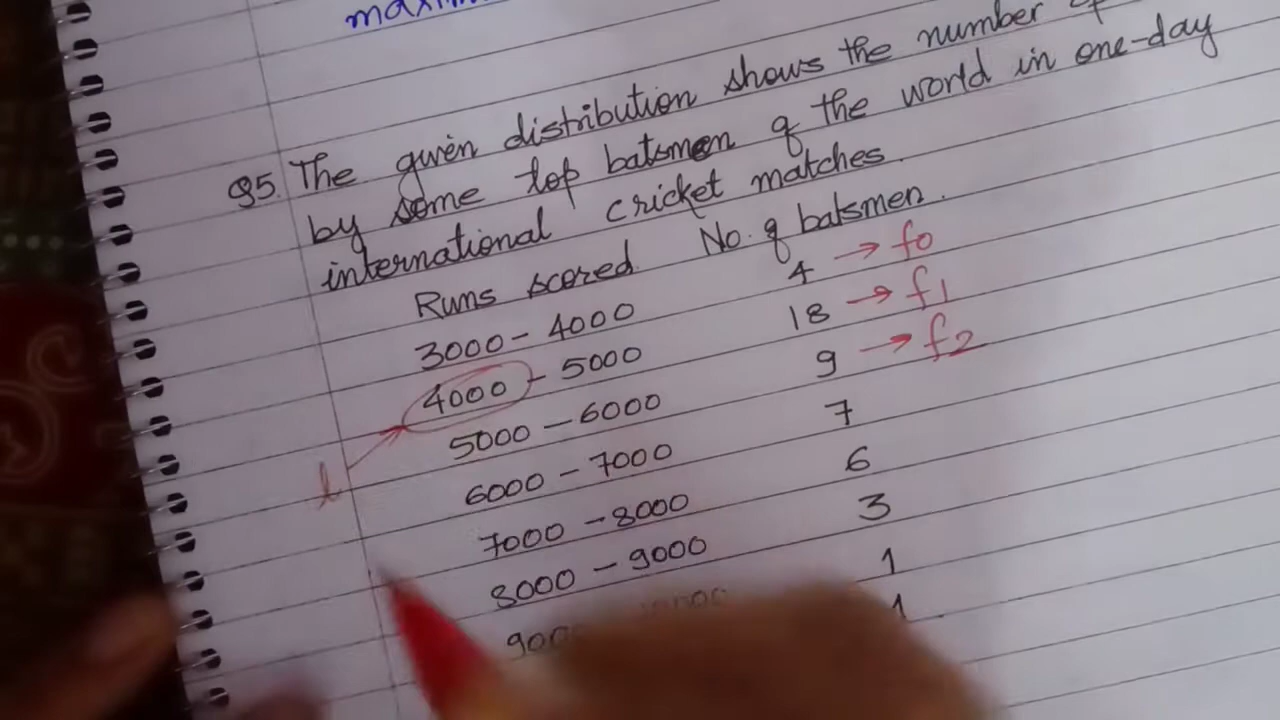 The given distribution shows the number of
Q5. by some top batsmen of the world in one-day
international cricket matches.
Runs scored. No. of batsmen.
3000 - 4000 4 → f0
4000 - 5000 18 → f1
5000 - 6000 9 → f2
6000 - 7000 7
7000 - 8000 6
8000 - 9000 3
1
1
l